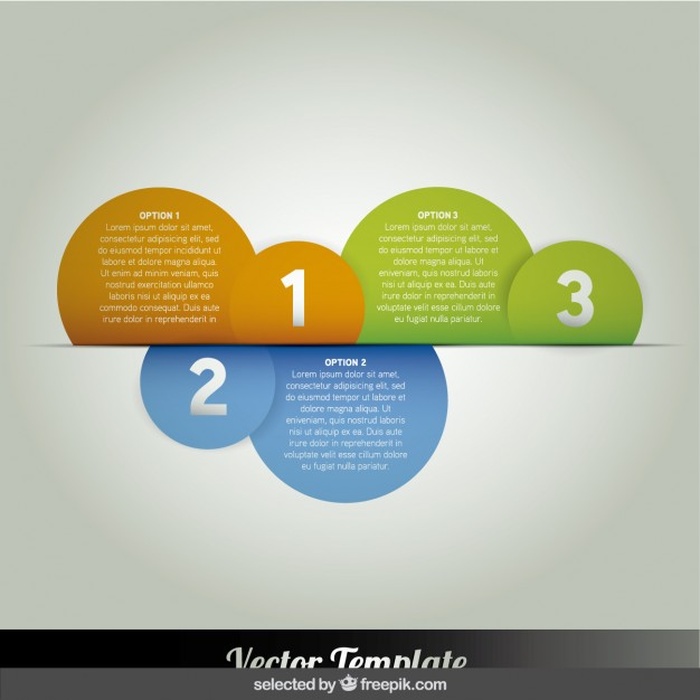 OPTION 1
Lorem ipsum dolor sit amet,
consectetur adipisicing elit, sed
do eiusmod tempor incididunt ut
labore et dolore magna aliqua.
Ut enim ad minim veniam, quis
nostrud exercitation ullamco
laboris nisi ut aliquip ex ea
commodo consequat. Duis aute
irure dolor in reprehenderit in
1
OPTION 3
Lorem ipsum dolor sit amet,
consectetur adipisicing elit, sed
do eiusmod tempor. Ut labore et
dolore magna aliqua. Ut
eniveniam, quis nostrud
exercitation ullamco laboris nisi
ut aliquip ex ea. Duis aute irure
dolor in reprehenderit in
voluptate velit esse cillum dolore
eu fugiat nulla pariatur.
3
2
OPTION 2
Lorem ipsum dolor sit amet,
consectetur adipisicing elit, sed
do eiusmod tempor. Ut labore et
dolore magna aliqua. Ut
eniveniam, quis nostrud
exercitation ullamco laboris nisi
ut aliquip ex ea. Duis aute irure
dolor in reprehenderit in
voluptate velit esse cillum dolore
eu fugiat nulla pariatur.
Vector Template
selected by freepik.com